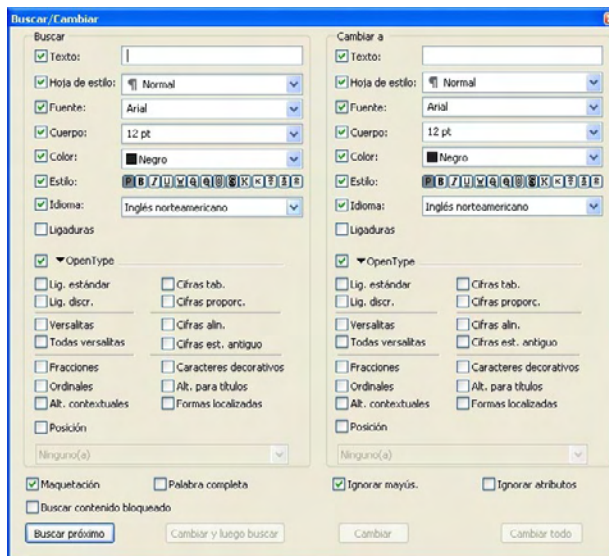 Buscar/Cambiar
Buscar
Texto:
Hoja de estilo: ¶ Normal
Fuente: Arial
Cuerpo: 12 pt
Color: Negro
Estilo:
Idioma: Inglés norteamericano
Ligaduras
OpenType
Lig. estándar Cifras tab.
Lig. discr. Cifras proporc.
Versalitas Cifras alin.
Todas versalitas Cifras est. antiguo
Fracciones Caracteres decorativos
Ordinales Alt. para títulos
Alt. contextuales Formas localizadas
Posición
Ninguno(a)
Cambiar a
Texto:
Hoja de estilo: ¶ Normal
Fuente: Arial
Cuerpo: 12 pt
Color: Negro
Estilo:
Idioma: Inglés norteamericano
Ligaduras
OpenType
Lig. estándar Cifras tab.
Lig. discr. Cifras proporc.
Versalitas Cifras alin.
Todas versalitas Cifras est. antiguo
Fracciones Caracteres decorativos
Ordinales Alt. para títulos
Alt. contextuales Formas localizadas
Posición
Ninguno(a)
Maquetación Palabra completa Ignorar mayús. Ignorar atributos
Buscar contenido bloqueado
Buscar próximo Cambiar y luego buscar Cambiar Cambiar todo